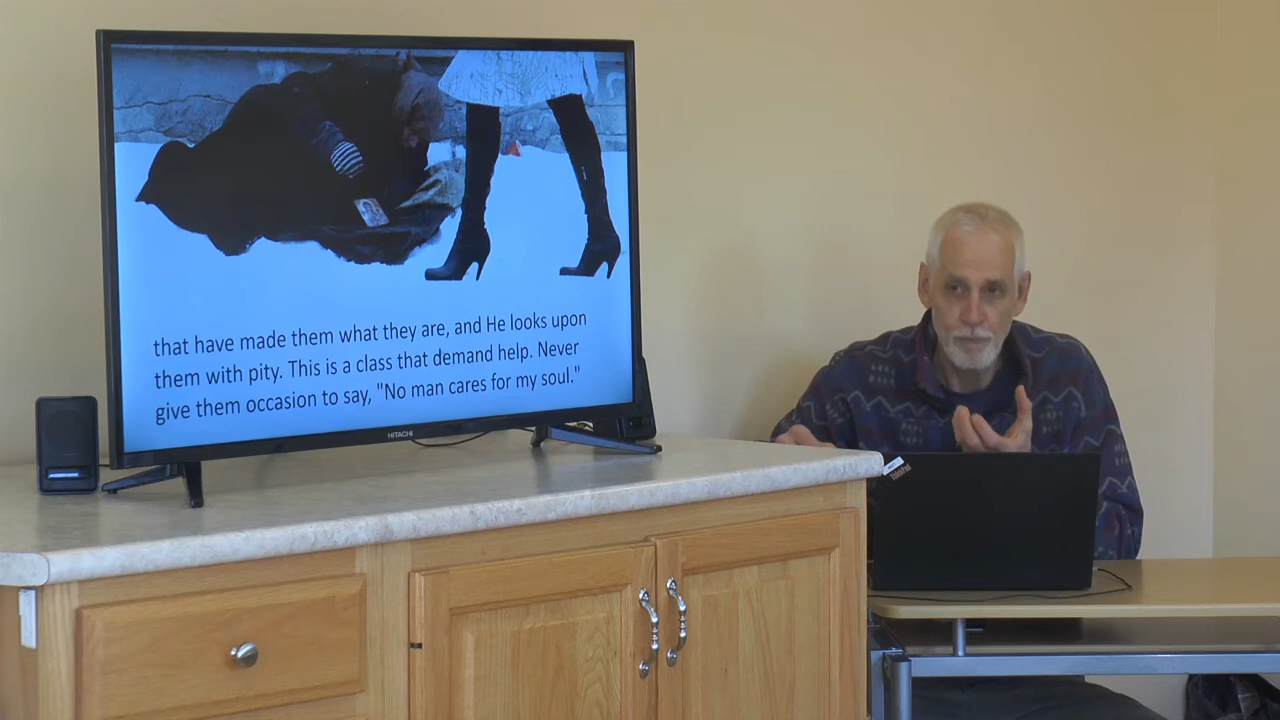 that have made them what they are, and He looks upon
them with pity. This is a class that demand help. Never
give them occasion to say, "No man cares for my soul."
HITACHI
ThinkPad